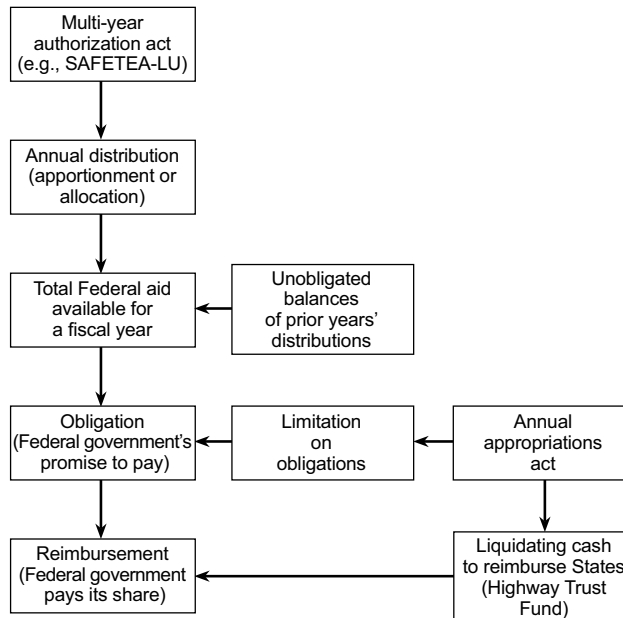 Multi-year
authorization act
(e.g., SAFETEA-LU)
Annual distribution
(apportionment or
allocation)
Total Federal aid
available for
a fiscal year
Unobligated
balances
of prior years’
distributions
Obligation
(Federal government’s
promise to pay)
Limitation
on
obligations
Annual
appropriations
act
Reimbursement
(Federal government
pays its share)
Liquidating cash
to reimburse States
(Highway Trust
Fund)